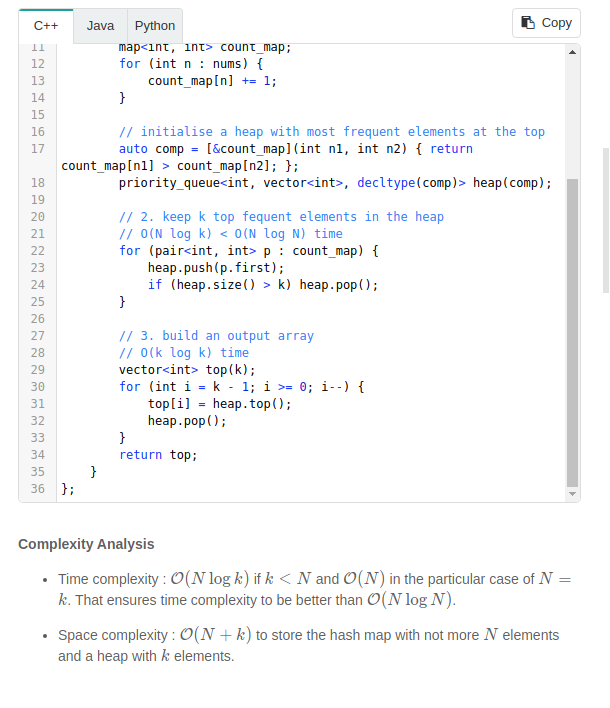 C++ Java Python Copy
11 map<int, int> count_map;
12 for (int n : nums) {
13 count_map[n] += 1;
14 }
15
16 // initialise a heap with most frequent elements at the top
17 auto comp = [&count_map](int n1, int n2) { return
count_map[n1] > count_map[n2]; };
18 priority_queue<int, vector<int>, decltype(comp)> heap(comp);
19
20 // 2. keep k top fequent elements in the heap
21 // O(N log k) < O(N log N) time
22 for (pair<int, int> p : count_map) {
23 heap.push(p.first);
24 if (heap.size() > k) heap.pop();
25 }
26
27 // 3. build an output array
28 // O(k log k) time
29 vector<int> top(k);
30 for (int i = k - 1; i >= 0; i--) {
31 top[i] = heap.top();
32 heap.pop();
33 }
34 return top;
35 }
36 };
Complexity Analysis
• Time complexity : O(N log k) if k < N and O(N) in the particular case of N =
k. That ensures time complexity to be better than O(N log N).
• Space complexity : O(N + k) to store the hash map with not more N elements
and a heap with k elements.